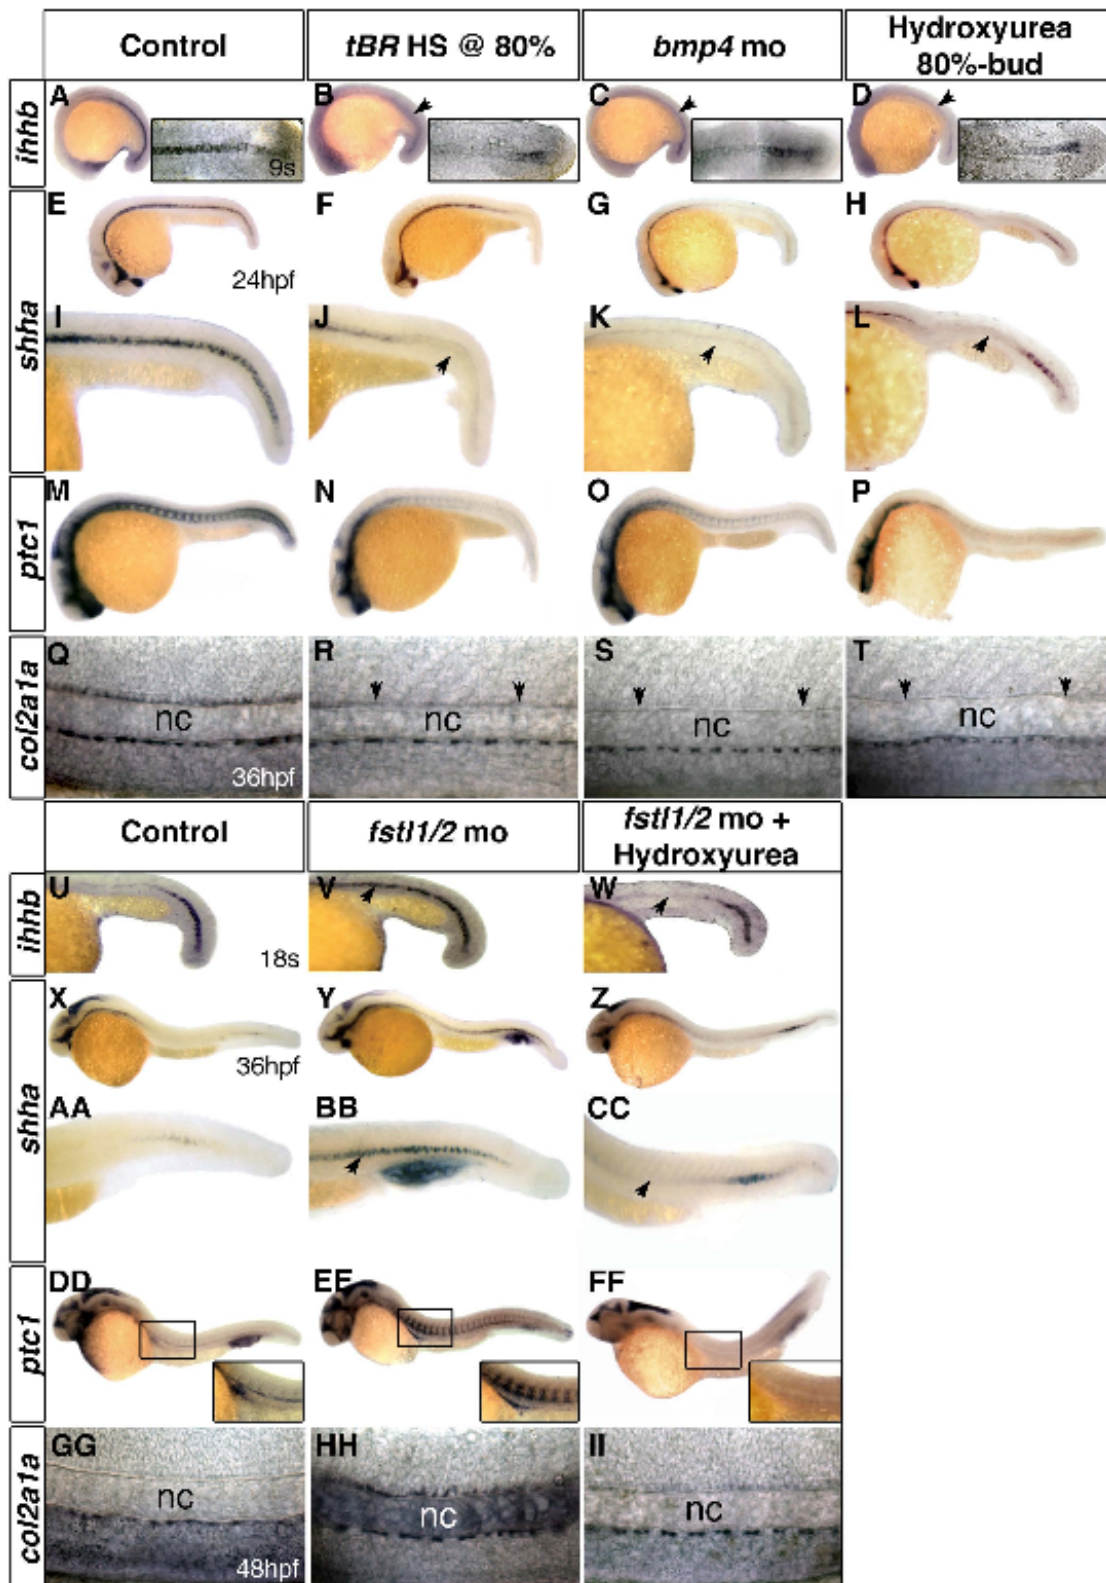 Control
tBR HS @ 80%
bmp4 mo
Hydroxyurea
80%-bud
ihhb
A
9s
B
C
D
shha
E
24hpf
F
G
H
I
J
K
L
ptc1
M
N
O
P
col2a1a
Q
nc
36hpf
R
nc
S
nc
T
nc
Control
fstl1/2 mo
fstl1/2 mo +
Hydroxyurea
ihhb
U
18s
V
W
shha
X
36hpf
Y
Z
AA
BB
CC
ptc1
DD
EE
FF
col2a1a
GG
nc
48hpf
HH
nc
II
nc